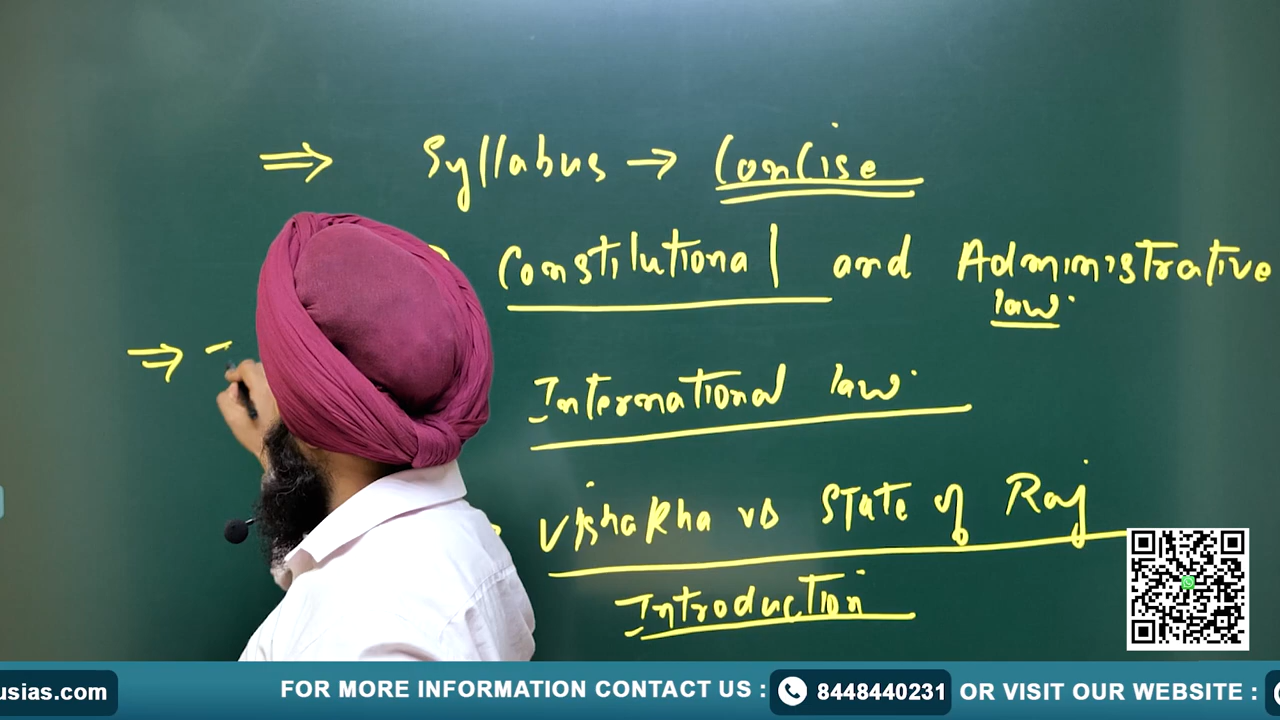 ⇒ Syllabus → Concise
Constitutional and Administrative
law.
⇒
International law.
Vishakha vs State of Raj
Introduction
usias.com FOR MORE INFORMATION CONTACT US : 8448440231 OR VISIT OUR WEBSITE :